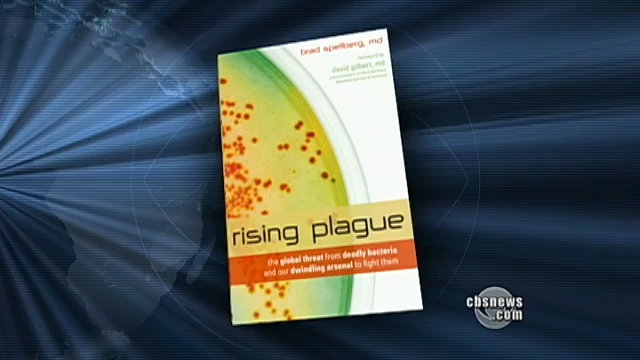 brad spellberg, md
foreword by
david gilbert, md
rising plague
the global threat from deadly bacteria
and our dwindling arsenal to fight them
cbsnews
.com